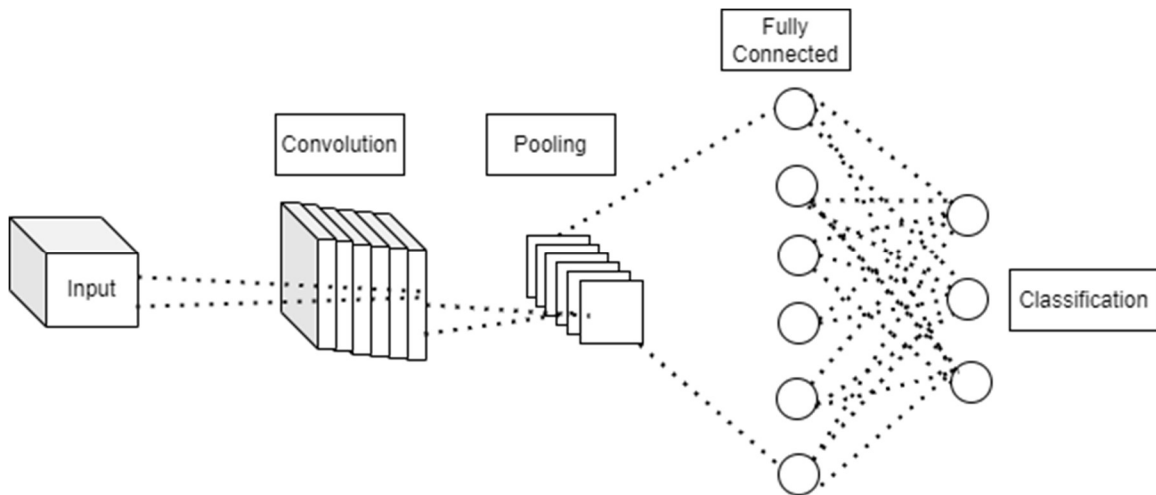 Fully
Connected
Convolution
Pooling
Input
Classification